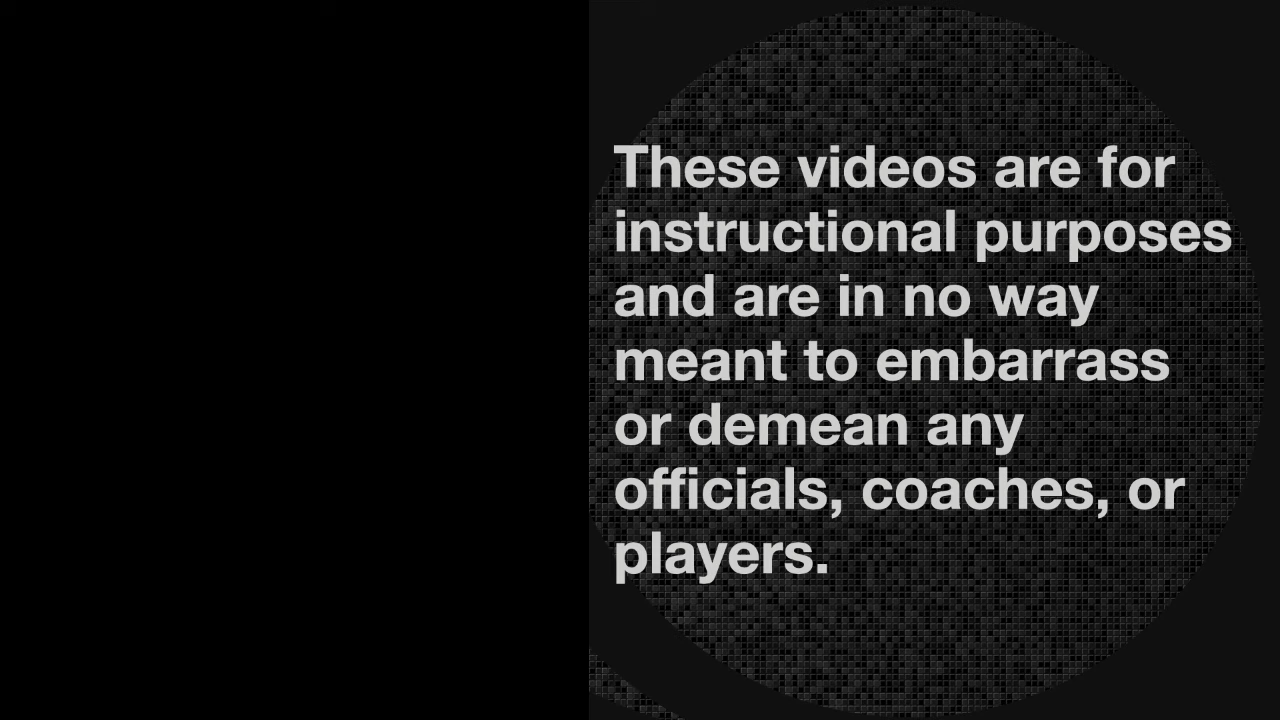 These videos are for
instructional purposes
and are in no way
meant to embarrass
or demean any
officials, coaches, or
players.